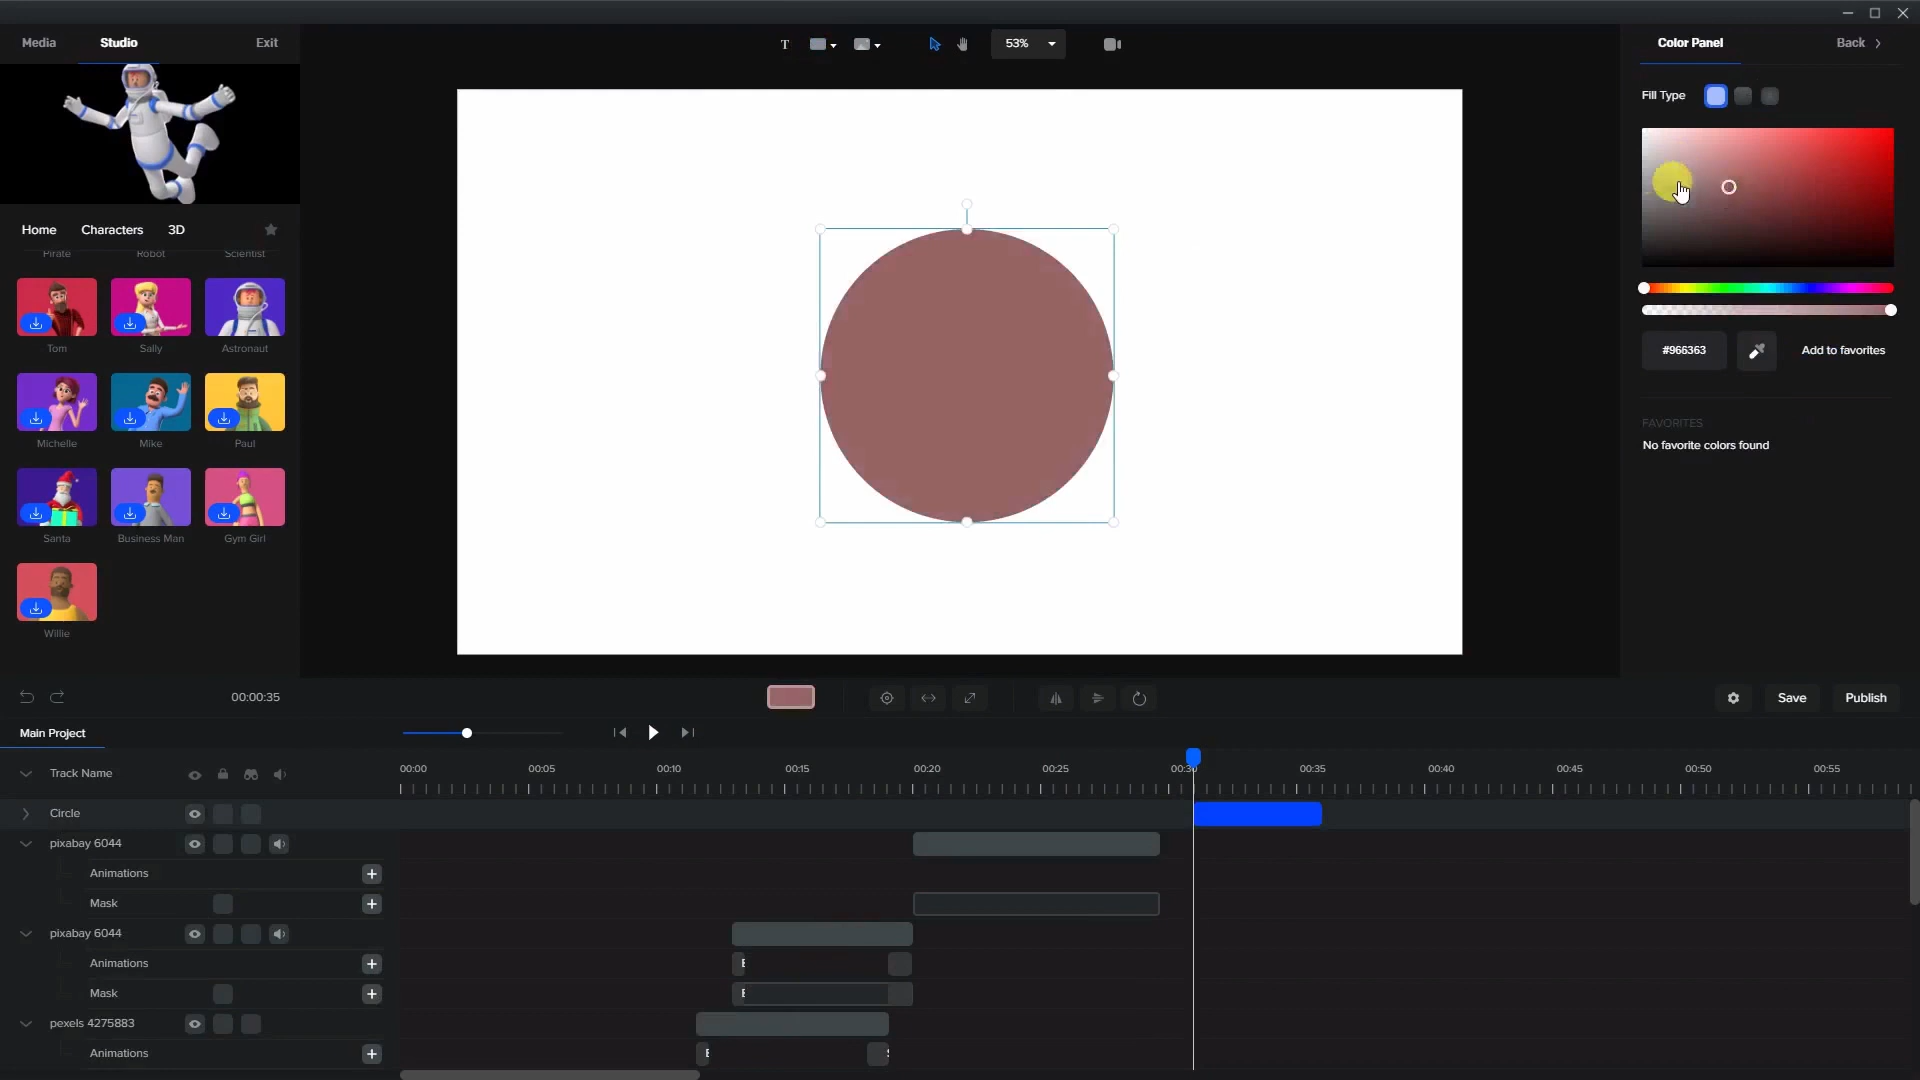 Media Studio Exit
T 53%
Color Panel Back
Fill Type
Home Characters 3D
Pirate Robot Scientist
Tom Sally Astronaut
Michelle Mike Paul
Santa Business Man Gym Girl
Willie
#966363 Add to favorites
FAVORITES
No favorite colors found
00:00:35
Save Publish
Main Project
Track Name
00:00 00:05 00:10 00:15 00:20 00:25 00:30 00:35 00:40 00:45 00:50 00:55
Circle
pixabay 6044
Animations
Mask
pixabay 6044
Animations
Mask
pexels 4275883
Animations